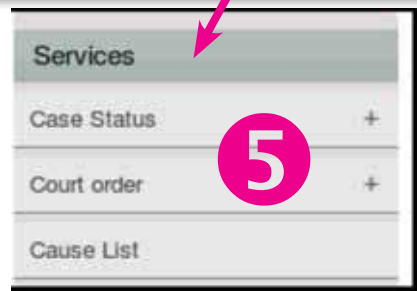 Services
Case Status +
5
Court order +
Cause List